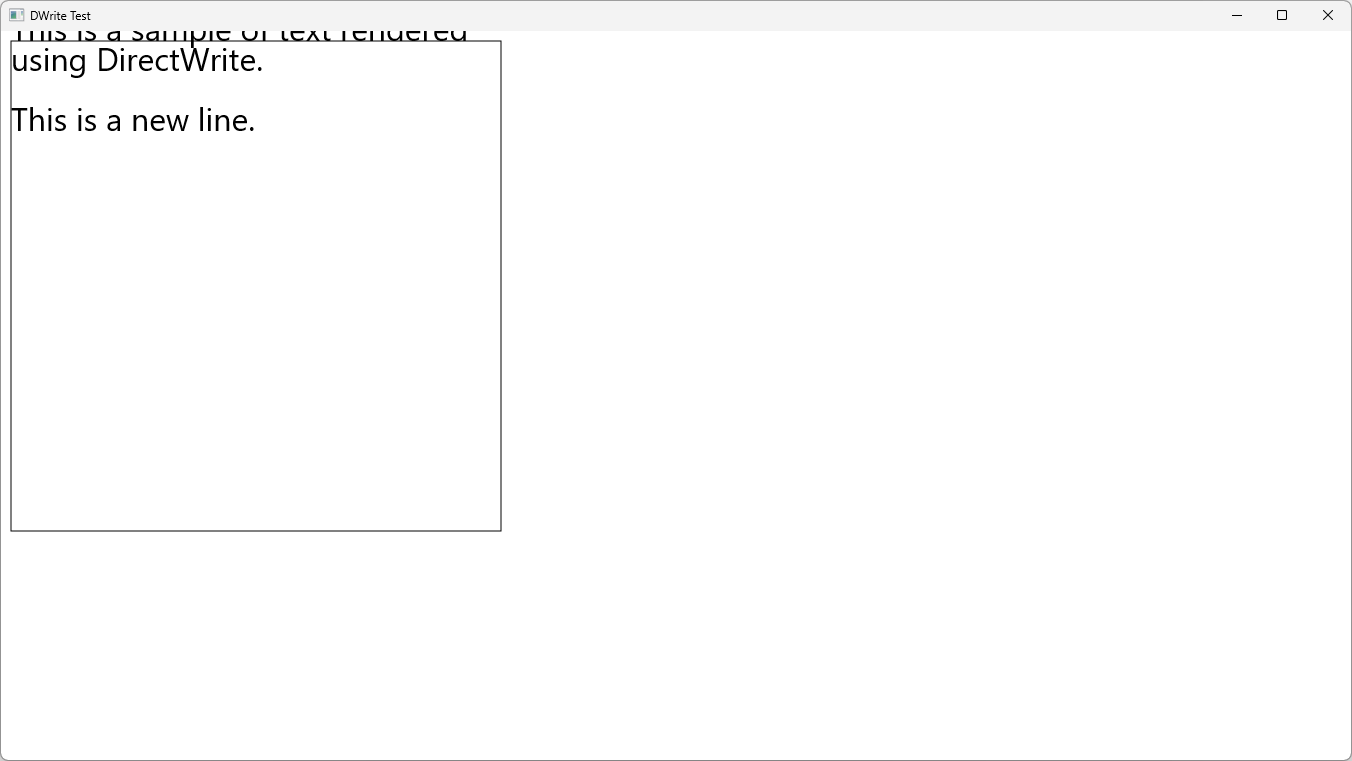 DWrite Test
This is a sample of text rendered
using DirectWrite.
This is a new line.